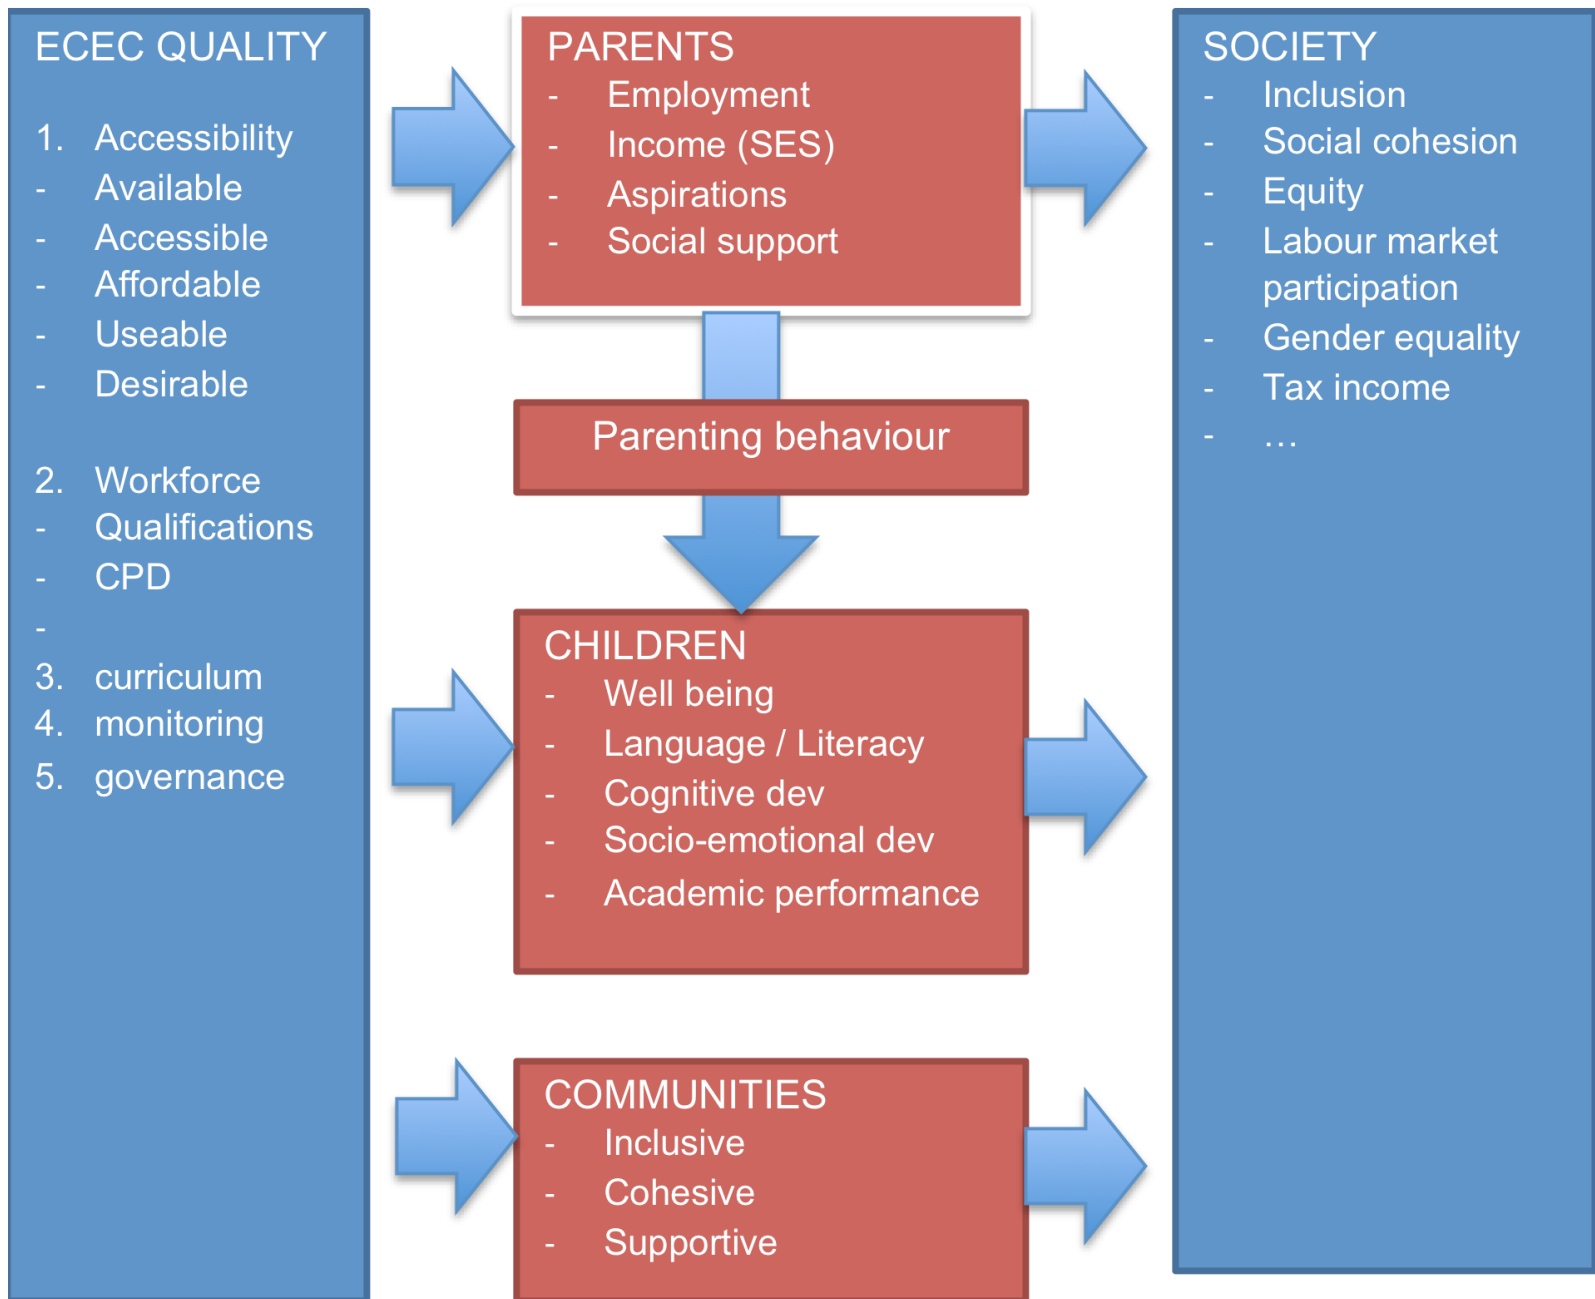 ECEC QUALITY
1. Accessibility
- Available
- Accessible
- Affordable
- Useable
- Desirable
2. Workforce
- Qualifications
- CPD
-
3. curriculum
4. monitoring
5. governance
PARENTS
- Employment
- Income (SES)
- Aspirations
- Social support
Parenting behaviour
CHILDREN
- Well being
- Language / Literacy
- Cognitive dev
- Socio-emotional dev
- Academic performance
COMMUNITIES
- Inclusive
- Cohesive
- Supportive
SOCIETY
- Inclusion
- Social cohesion
- Equity
- Labour market
participation
- Gender equality
- Tax income
- …